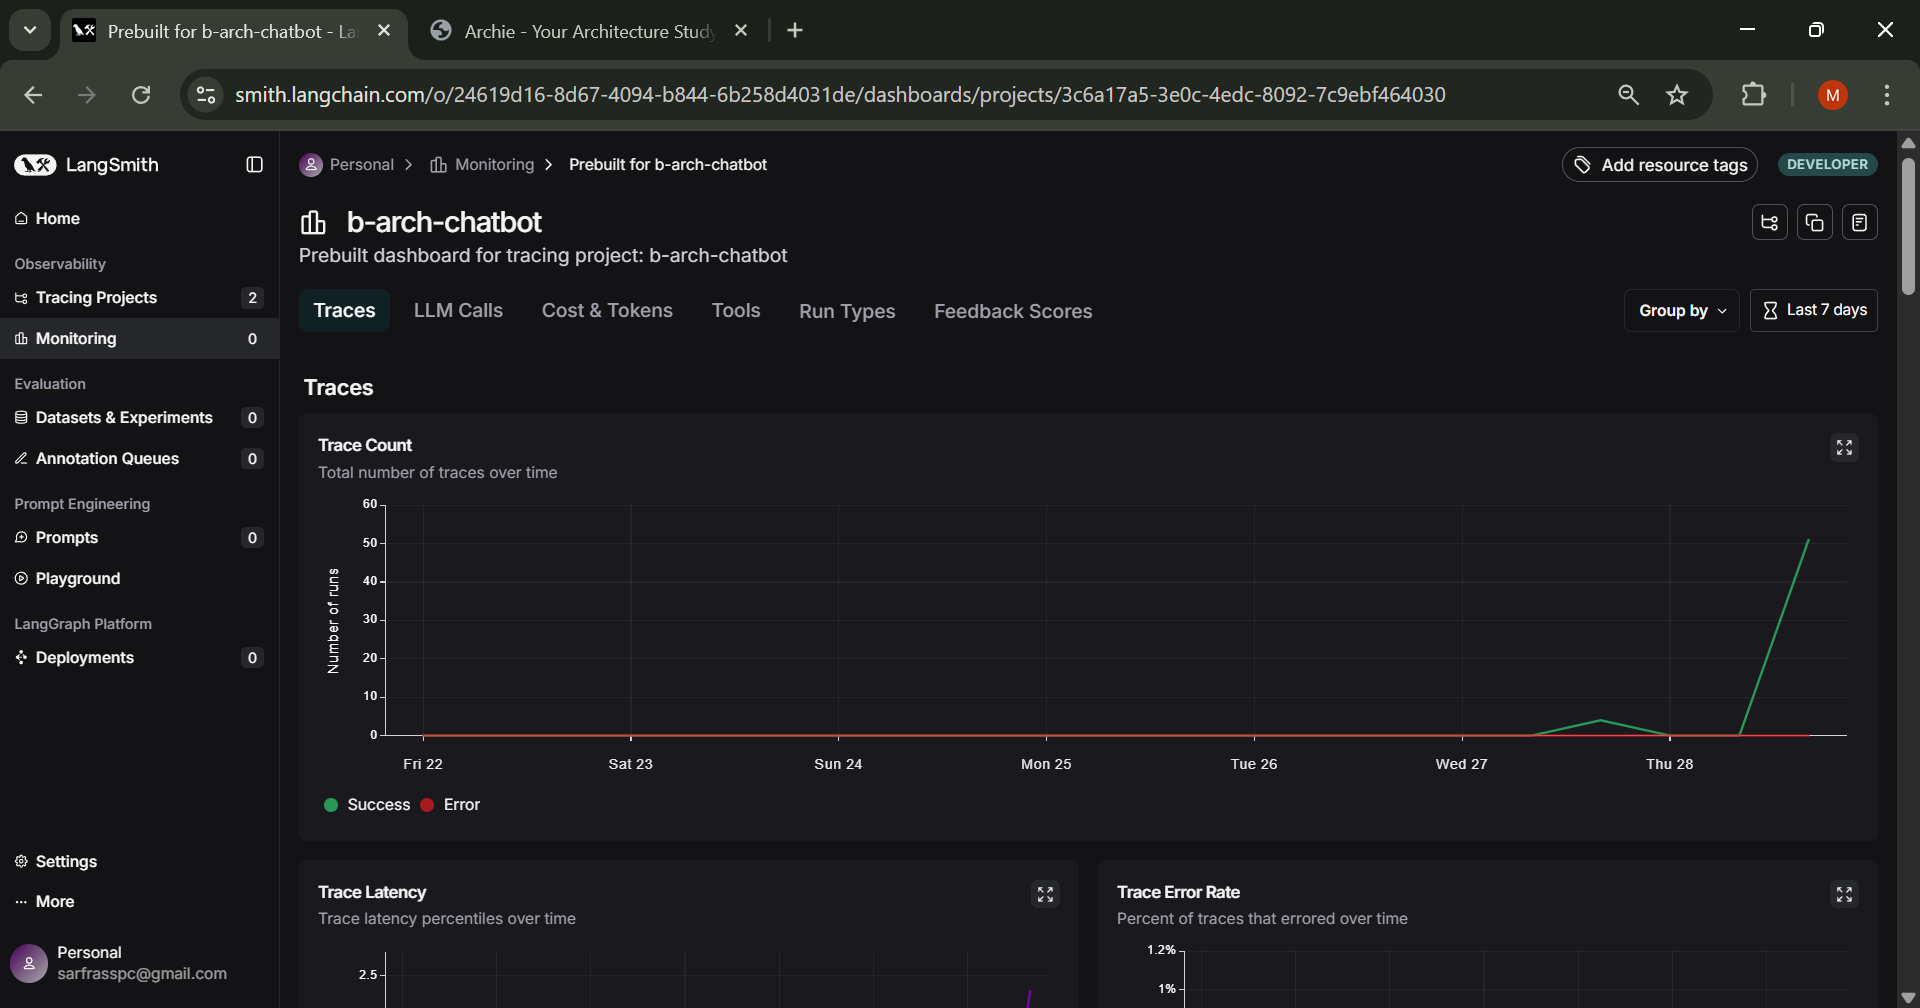 Prebuilt for b-arch-chatbot - La
Archie - Your Architecture Study
smith.langchain.com/o/24619d16-8d67-4094-b844-6b258d4031de/dashboards/projects/3c6a17a5-3e0c-4edc-8092-7c9ebf464030
M
LangSmith
Home
Observability
Tracing Projects 2
Monitoring 0
Evaluation
Datasets & Experiments 0
Annotation Queues 0
Prompt Engineering
Prompts 0
Playground
LangGraph Platform
Deployments 0
Settings
More
Personal
sarfrasspc@gmail.com
Personal > Monitoring > Prebuilt for b-arch-chatbot
Add resource tags
DEVELOPER
b-arch-chatbot
Prebuilt dashboard for tracing project: b-arch-chatbot
Traces LLM Calls Cost & Tokens Tools Run Types Feedback Scores
Group by
Last 7 days
Traces
Trace Count
Total number of traces over time
Number of runs
60
50
40
30
20
10
0
Fri 22 Sat 23 Sun 24 Mon 25 Tue 26 Wed 27 Thu 28
Success Error
Trace Latency
Trace latency percentiles over time
2.5
Trace Error Rate
Percent of traces that errored over time
1.2%
1%